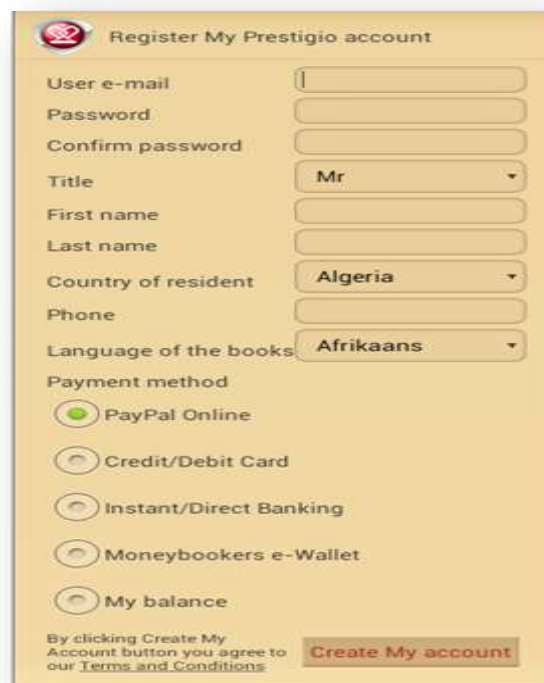 Register My Prestigio account
User e-mail
Password
Confirm password
Title Mr
First name
Last name
Country of resident Algeria
Phone
Language of the books Afrikaans
Payment method
PayPal Online
Credit/Debit Card
Instant/Direct Banking
Moneybookers e-Wallet
My balance
By clicking Create My
Account button you agree to
our Terms and Conditions
Create My account